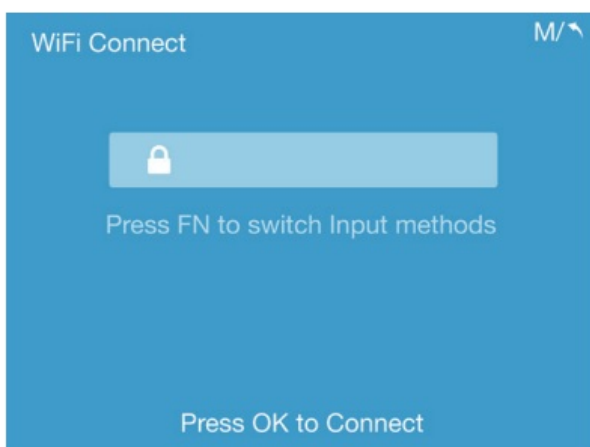 WiFi Connect
M/
Press FN to switch Input methods
Press OK to Connect